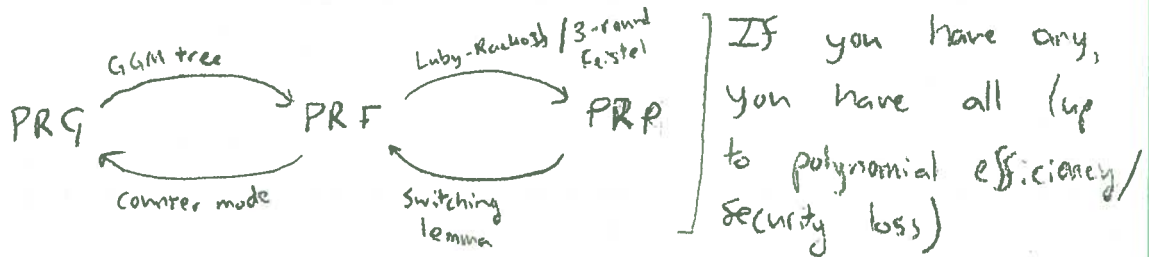 GGM tree
Luby-Rackoff / 3-round
Feistel
PRG
PRF
PRP
Counter mode
Switching
lemma
If you have any,
you have all (up
to polynomial efficiency/
security loss)